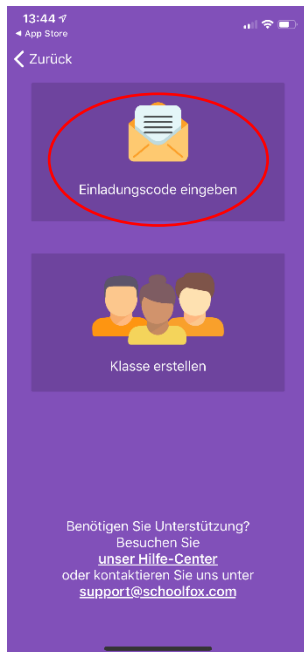 13:44
App Store
Zurück
Einladungscode eingeben
Klasse erstellen
Benötigen Sie Unterstützung?
Besuchen Sie
unser Hilfe-Center
oder kontaktieren Sie uns unter
support@schoolfox.com